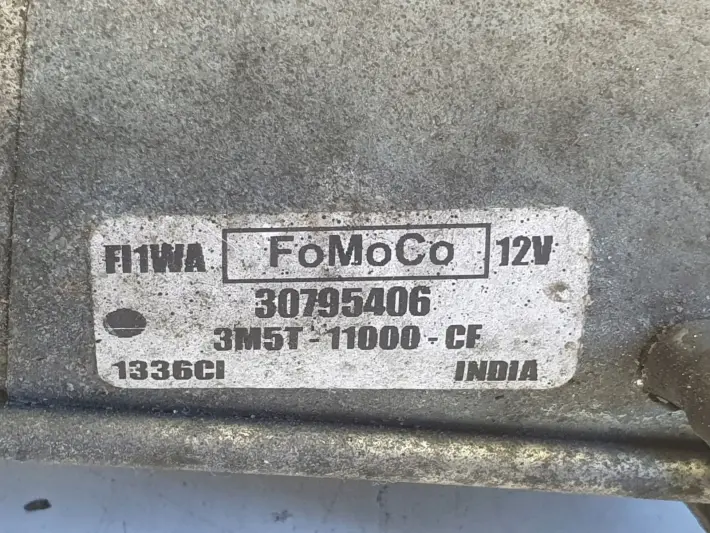 FI1WA FoMoCo 12V
30795406
3M5T-11000-CF
1336CI INDIA